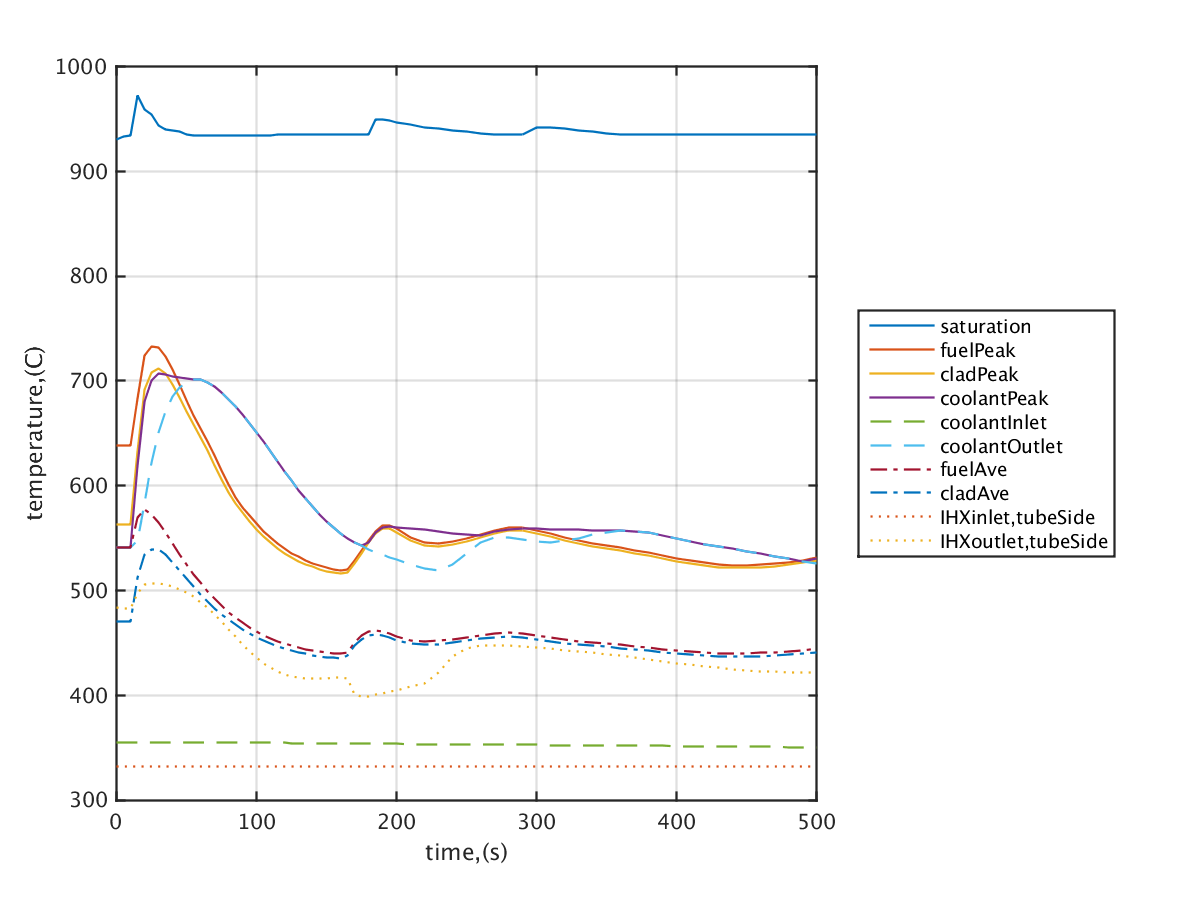 1000
900
800
700
600
500
400
300
temperature,(C)
0 100 200 300 400 500
time,(s)
saturation
fuelPeak
cladPeak
coolantPeak
coolantInlet
coolantOutlet
fuelAve
cladAve
IHXinlet,tubeSide
IHXoutlet,tubeSide